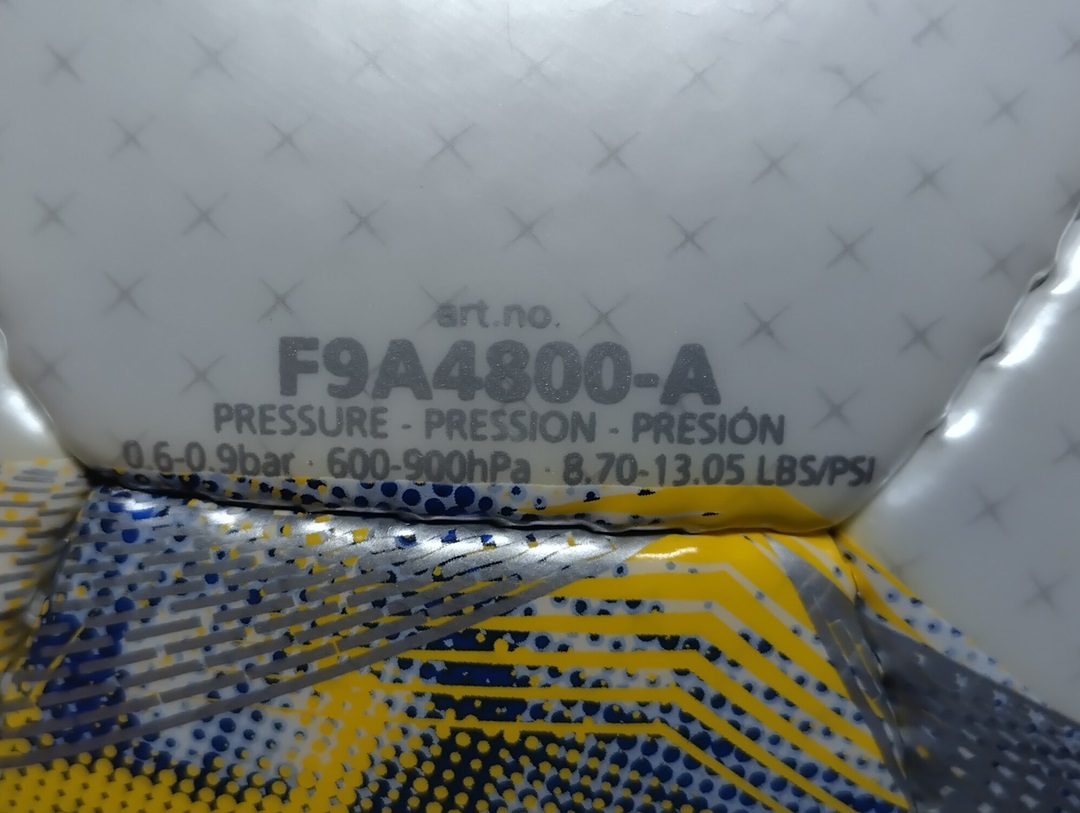 art.no.
F9A4800-A
PRESSURE - PRESSION - PRESIÓN
0.6-0.9bar · 600-900hPa · 8.70-13.05 LBS/PSI